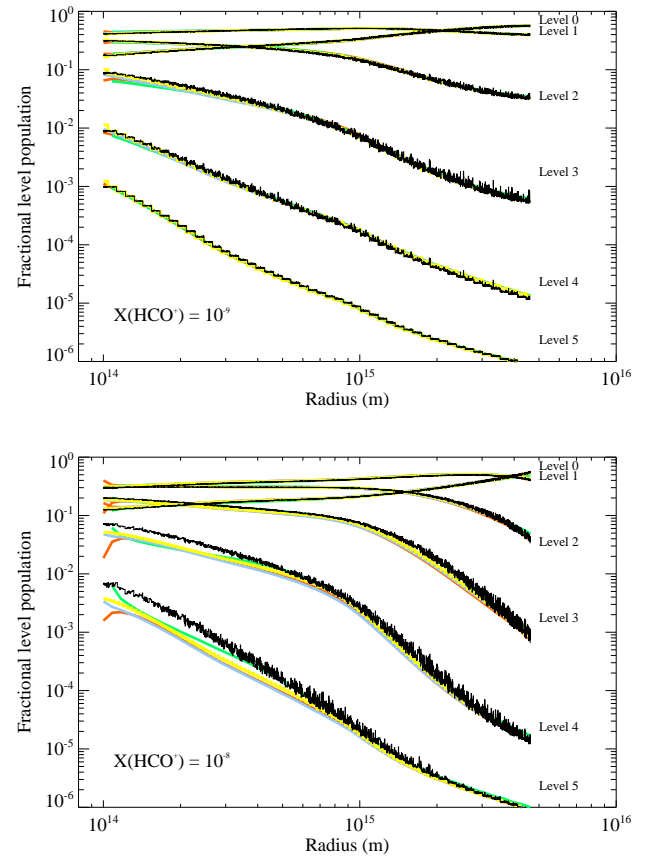 10⁰
Level 0
Level 1
10⁻¹
Level 2
10⁻²
Level 3
10⁻³
10⁻⁴
Level 4
10⁻⁵
X(HCO⁺) = 10⁻⁹
Level 5
10⁻⁶
Fractional level population
10¹⁴ 10¹⁵ 10¹⁶
Radius (m)
10⁰
Level 0
Level 1
10⁻¹
Level 2
10⁻²
Level 3
10⁻³
10⁻⁴
Level 4
10⁻⁵
X(HCO⁺) = 10⁻⁸
Level 5
10⁻⁶
Fractional level population
10¹⁴ 10¹⁵ 10¹⁶
Radius (m)